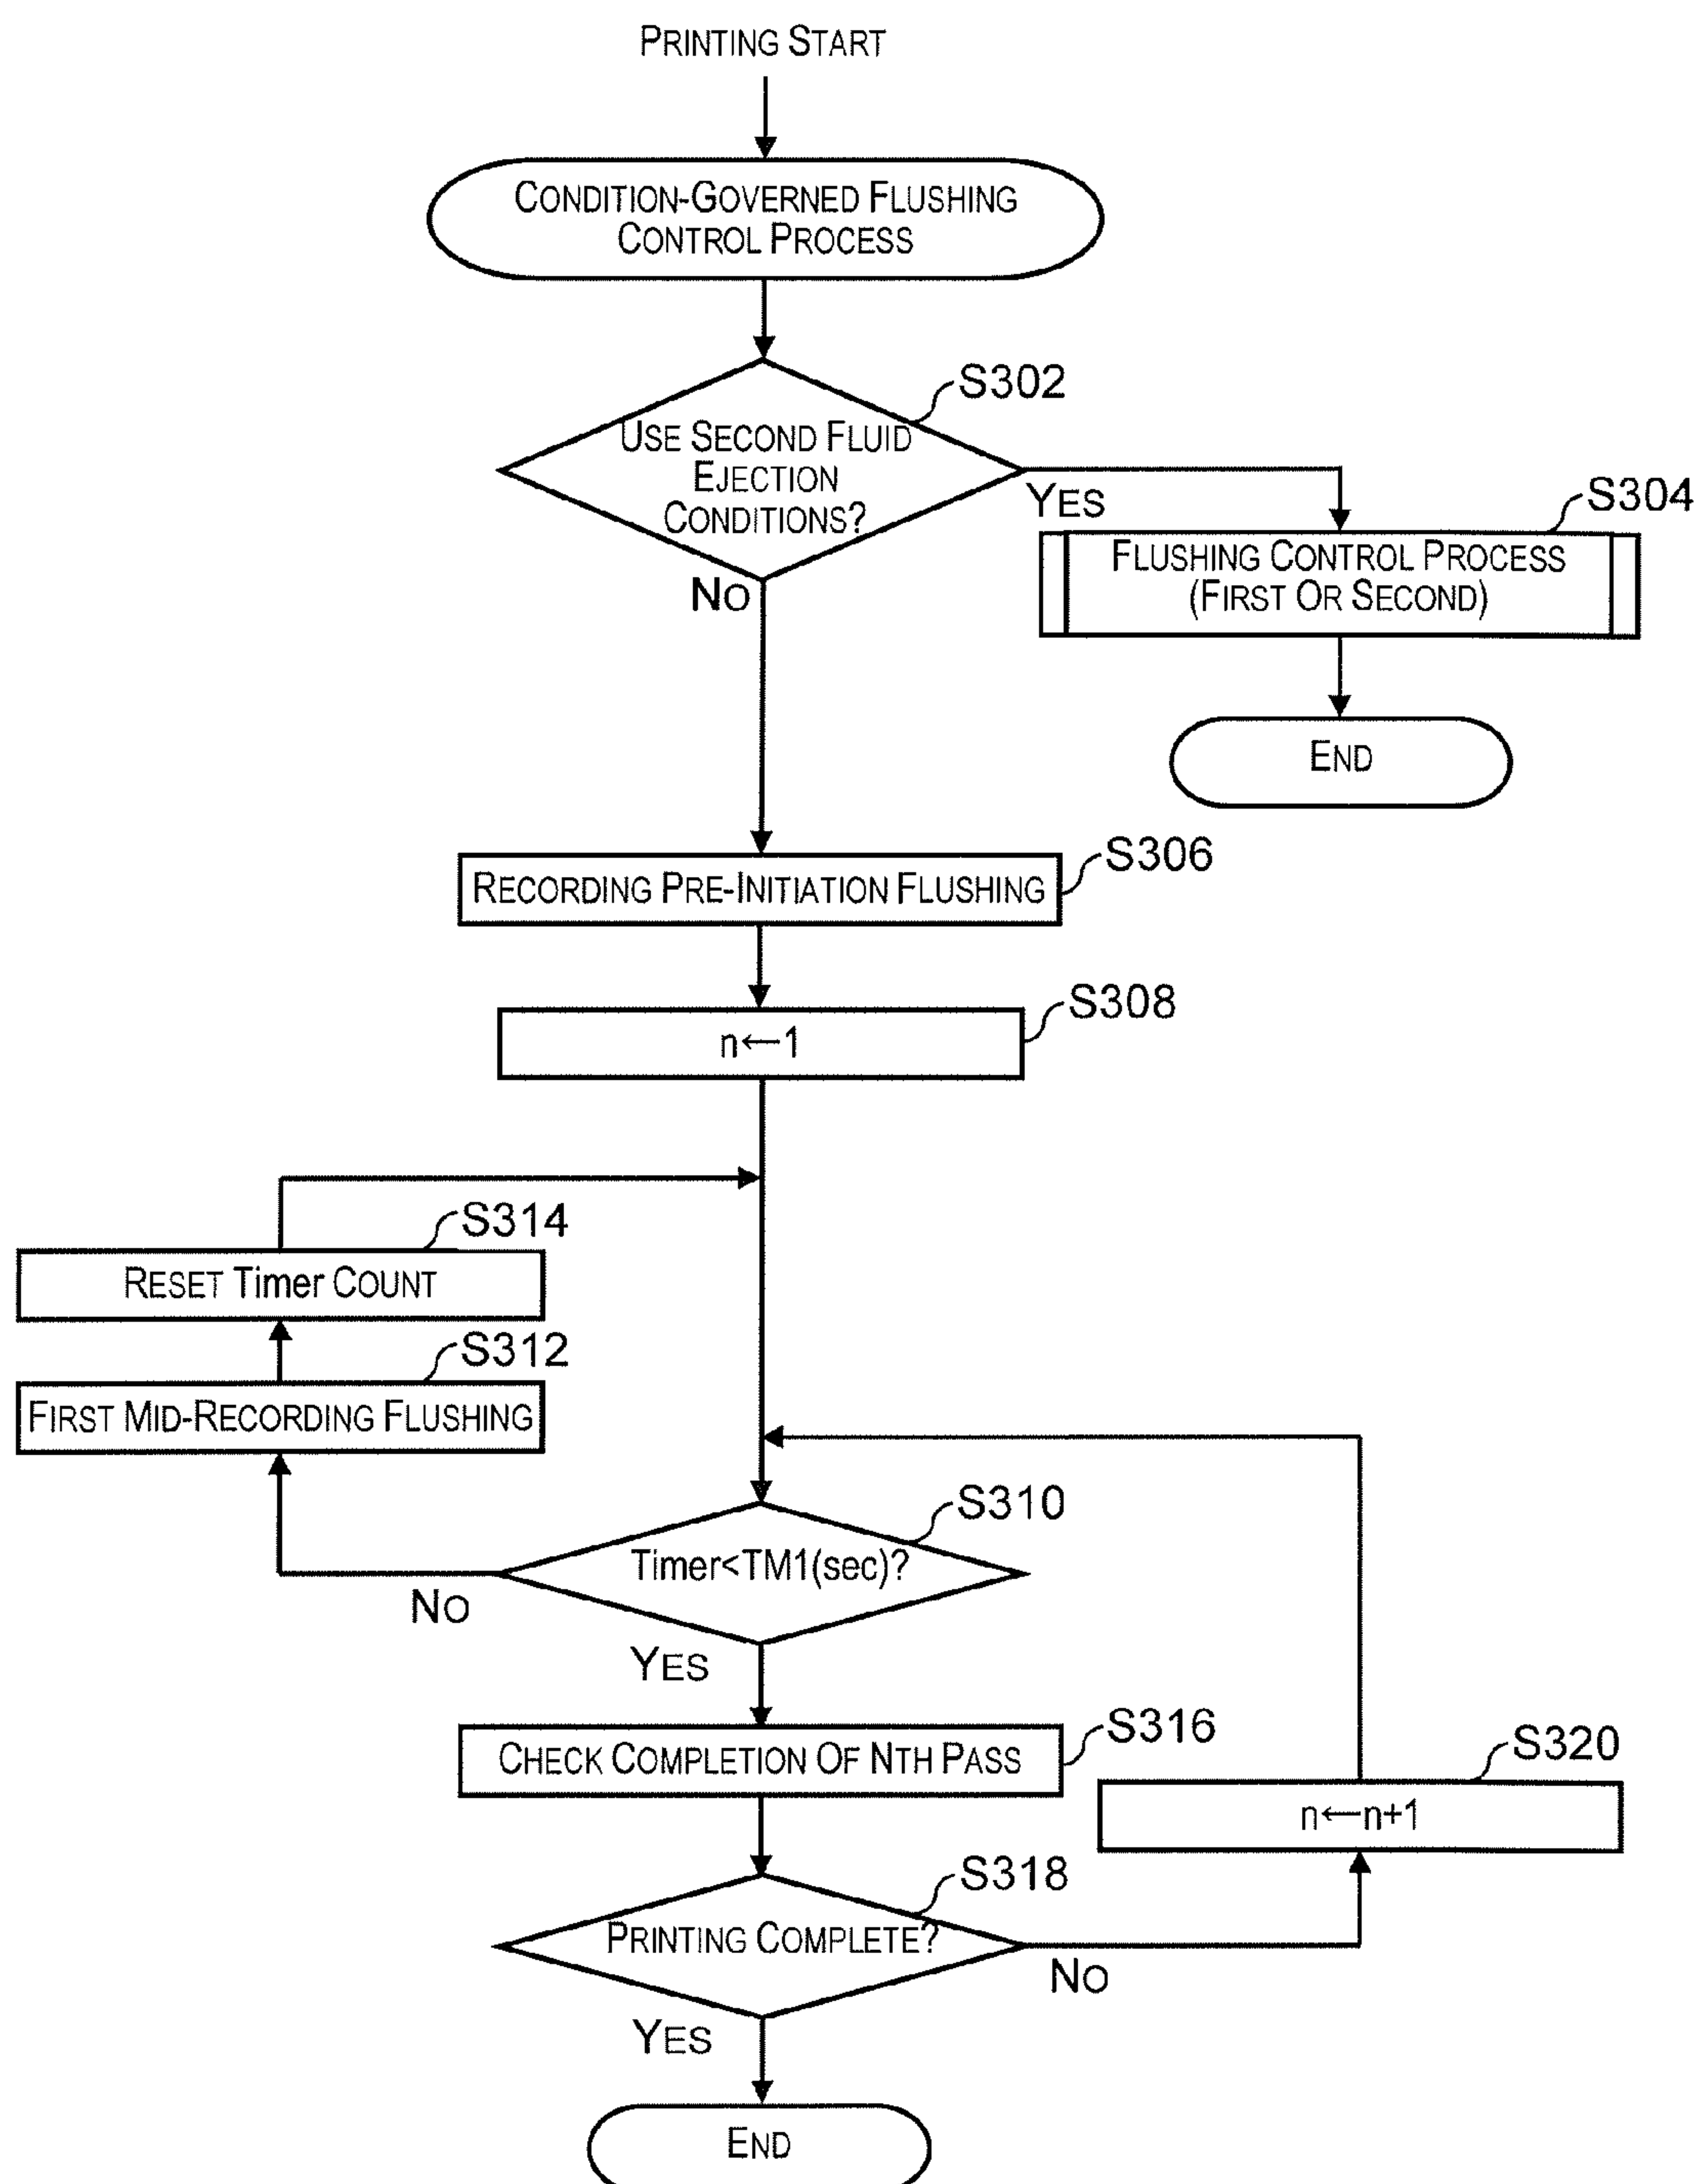 PRINTING START
CONDITION-GOVERNED FLUSHING
CONTROL PROCESS
S302
USE SECOND FLUID
EJECTION
CONDITIONS?
YES
S304
FLUSHING CONTROL PROCESS
(FIRST OR SECOND)
NO
END
S306
RECORDING PRE-INITIATION FLUSHING
S308
n←1
S314
RESET Timer COUNT
S312
FIRST MID-RECORDING FLUSHING
S310
Timer<TM1(sec)?
NO
YES
S316
CHECK COMPLETION OF NTH PASS
S320
n←n+1
S318
PRINTING COMPLETE?
NO
YES
END